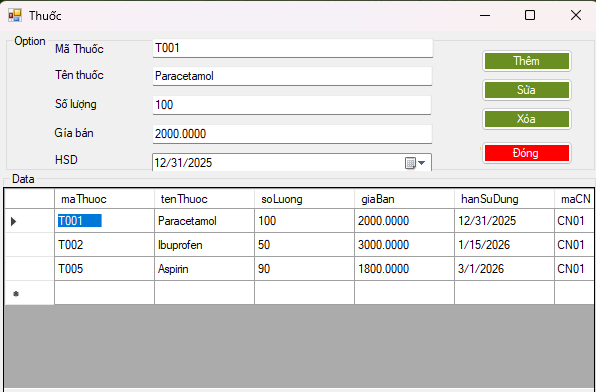 Thuốc
Option
Mã Thuốc T001 Thêm
Tên thuốc Paracetamol Sửa
Số lượng 100 Xóa
Gía bán 2000.0000
HSD 12/31/2025 Đóng
Data
maThuoc tenThuoc soLuong giaBan hanSuDung maCN
T001 Paracetamol 100 2000.0000 12/31/2025 CN01
T002 Ibuprofen 50 3000.0000 1/15/2026 CN01
T005 Aspirin 90 1800.0000 3/1/2026 CN01